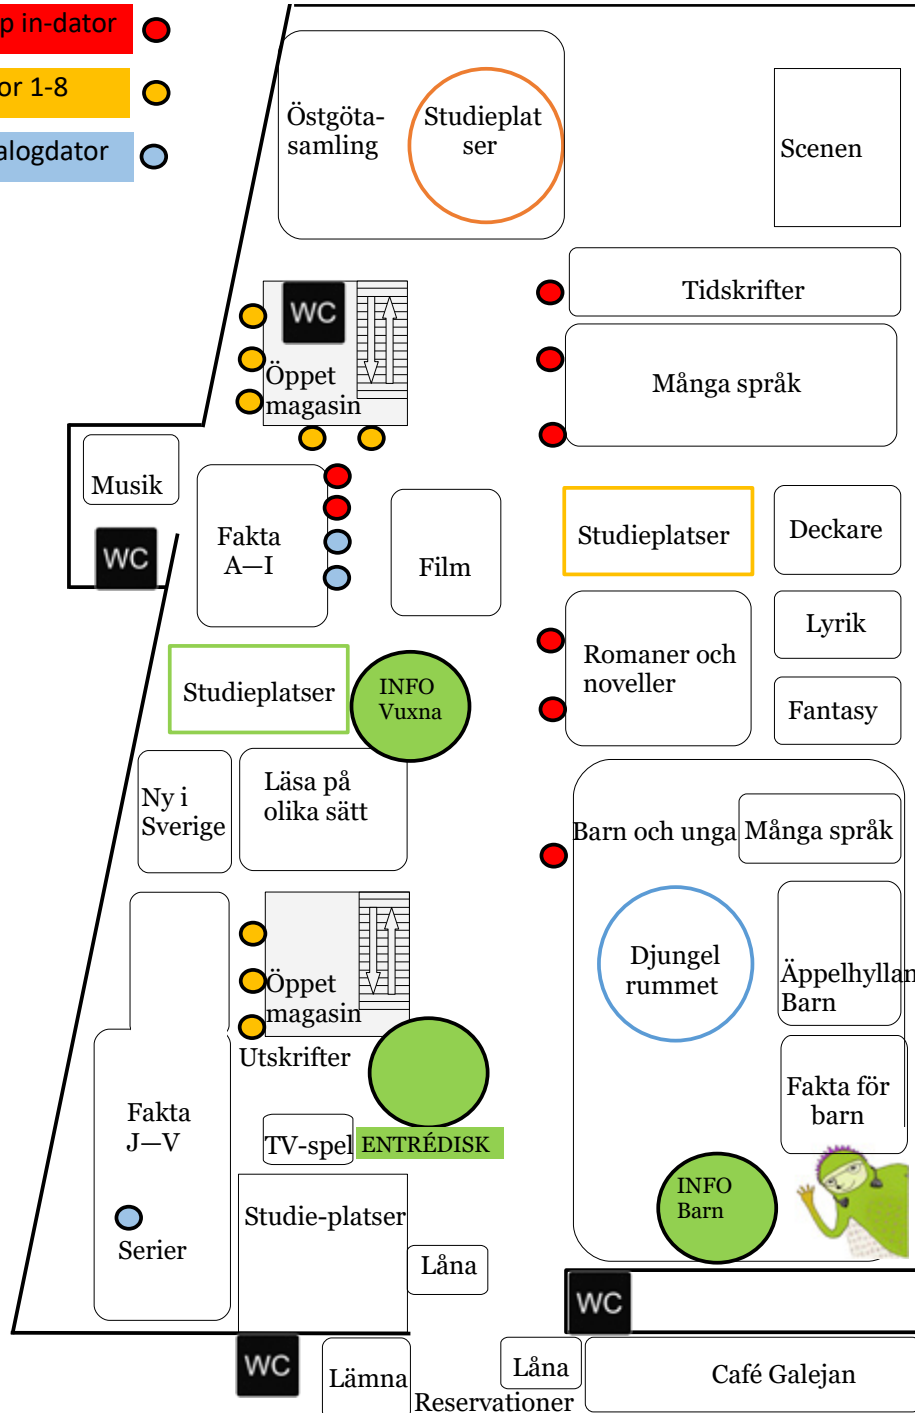 p in-dator
or 1-8
alogdator
Östgöta-
samling
Studieplat
ser
Scenen
WC
Öppet
magasin
Tidskrifter
Många språk
Musik
WC
Fakta
A—I
Film
Studieplatser
Deckare
Lyrik
Romaner och
noveller
Fantasy
Studieplatser
INFO
Vuxna
Ny i
Sverige
Läsa på
olika sätt
Barn och unga
Många språk
Djungel
rummet
Äppelhyllan
Barn
Öppet
magasin
Utskrifter
Fakta för
barn
Fakta
J—V
TV-spel
ENTRÉDISK
INFO
Barn
Studie-platser
Serier
Låna
WC
WC
Lämna
Låna
Reservationer
Café Galejan